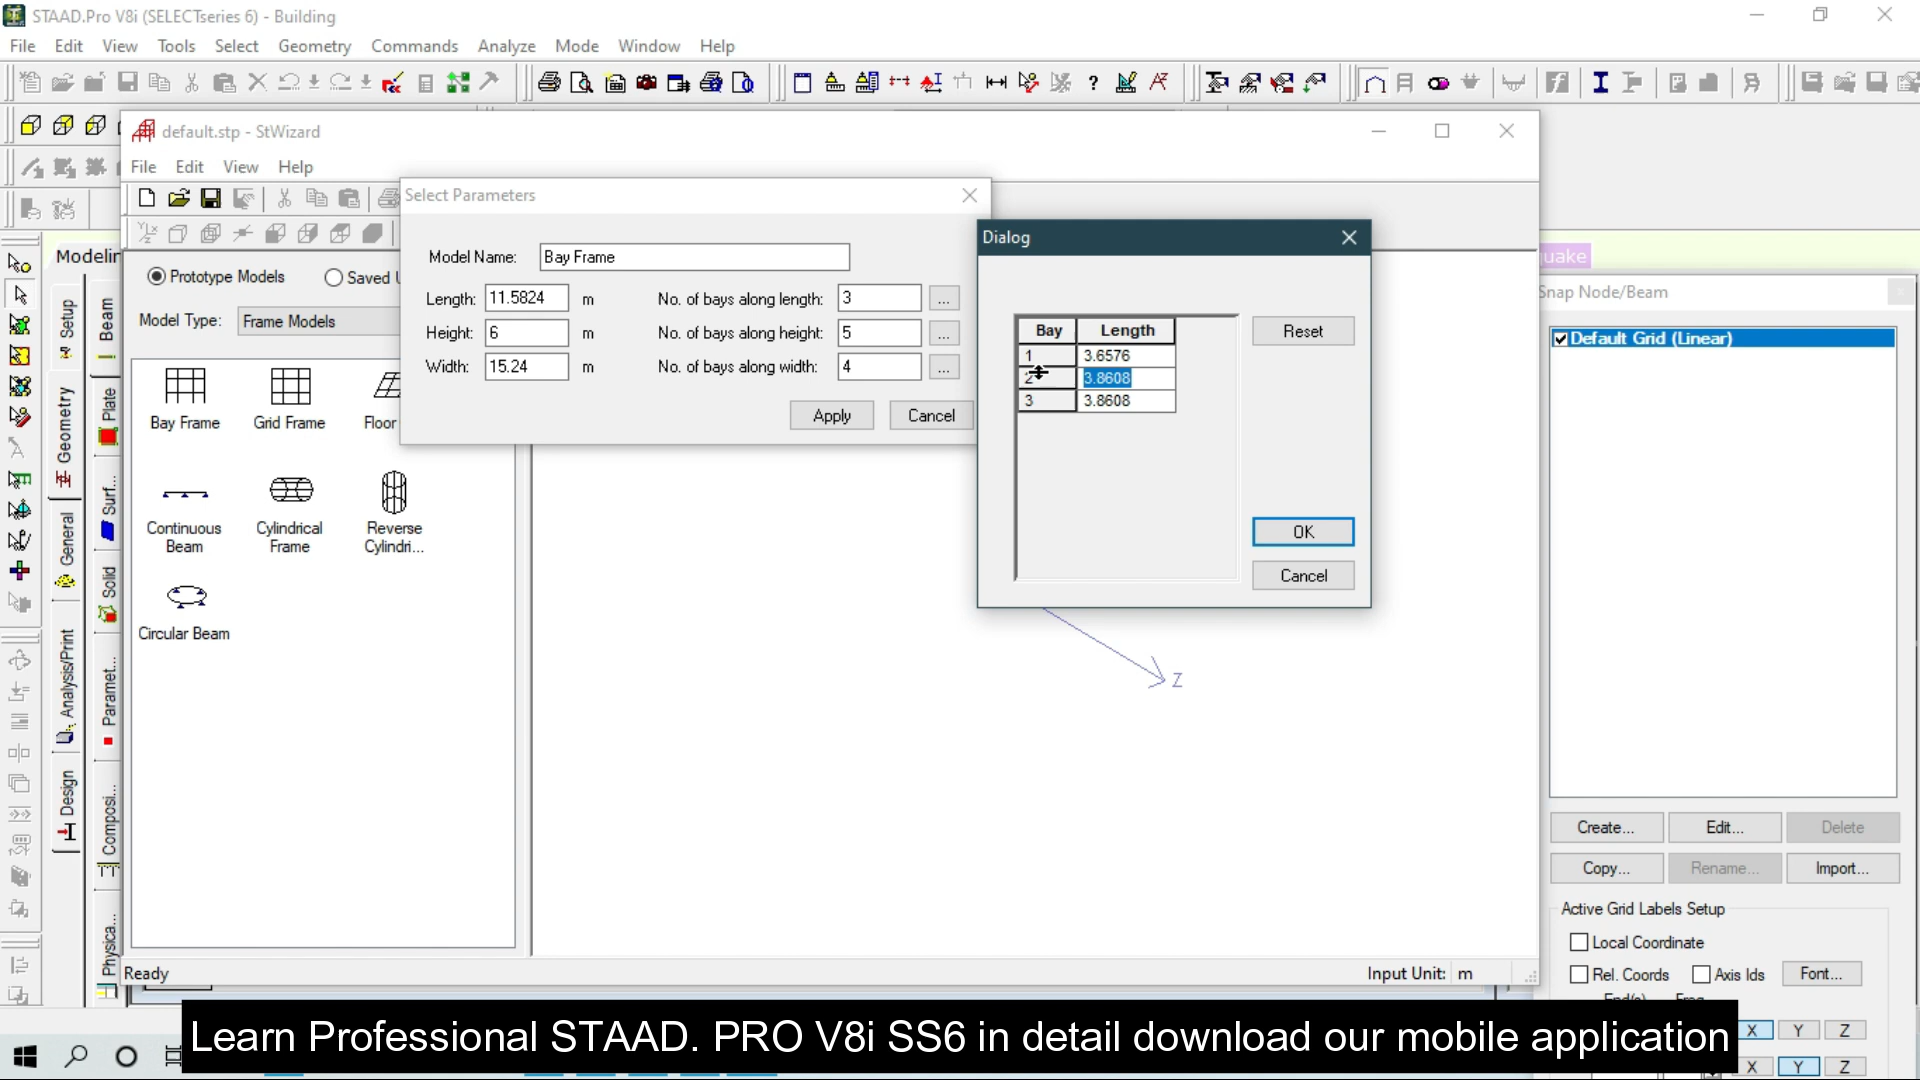 STAAD.Pro V8i (SELECTseries 6) - Building
File Edit View Tools Select Geometry Commands Analyze Mode Window Help
default.stp - StWizard
File Edit View Help
Select Parameters
Model Name: Bay Frame
Length: 11.5824 m No. of bays along length: 3 ...
Height: 6 m No. of bays along height: 5 ...
Width: 15.24 m No. of bays along width: 4 ...
Apply Cancel
Dialog
Bay Length
1 3.6576
2 3.8608
3 3.8608
Reset
OK
Cancel
Modelin
Prototype Models Saved U
Model Type: Frame Models
Bay Frame Grid Frame Floor
Continuous Beam Cylindrical Frame Reverse Cylindri...
Circular Beam
Setup
Geometry
General
Analysis/Print
Design
Beam
Plate
Surf...
Solid
Paramet...
Composi...
Physica...
Z
Ready Input Unit: m
uake
Snap Node/Beam
Default Grid (Linear)
Create... Edit... Delete
Copy... Rename... Import...
Active Grid Labels Setup
Local Coordinate
Rel. Coords Axis Ids Font...
X Y Z
X Y Z
Learn Professional STAAD. PRO V8i SS6 in detail download our mobile application